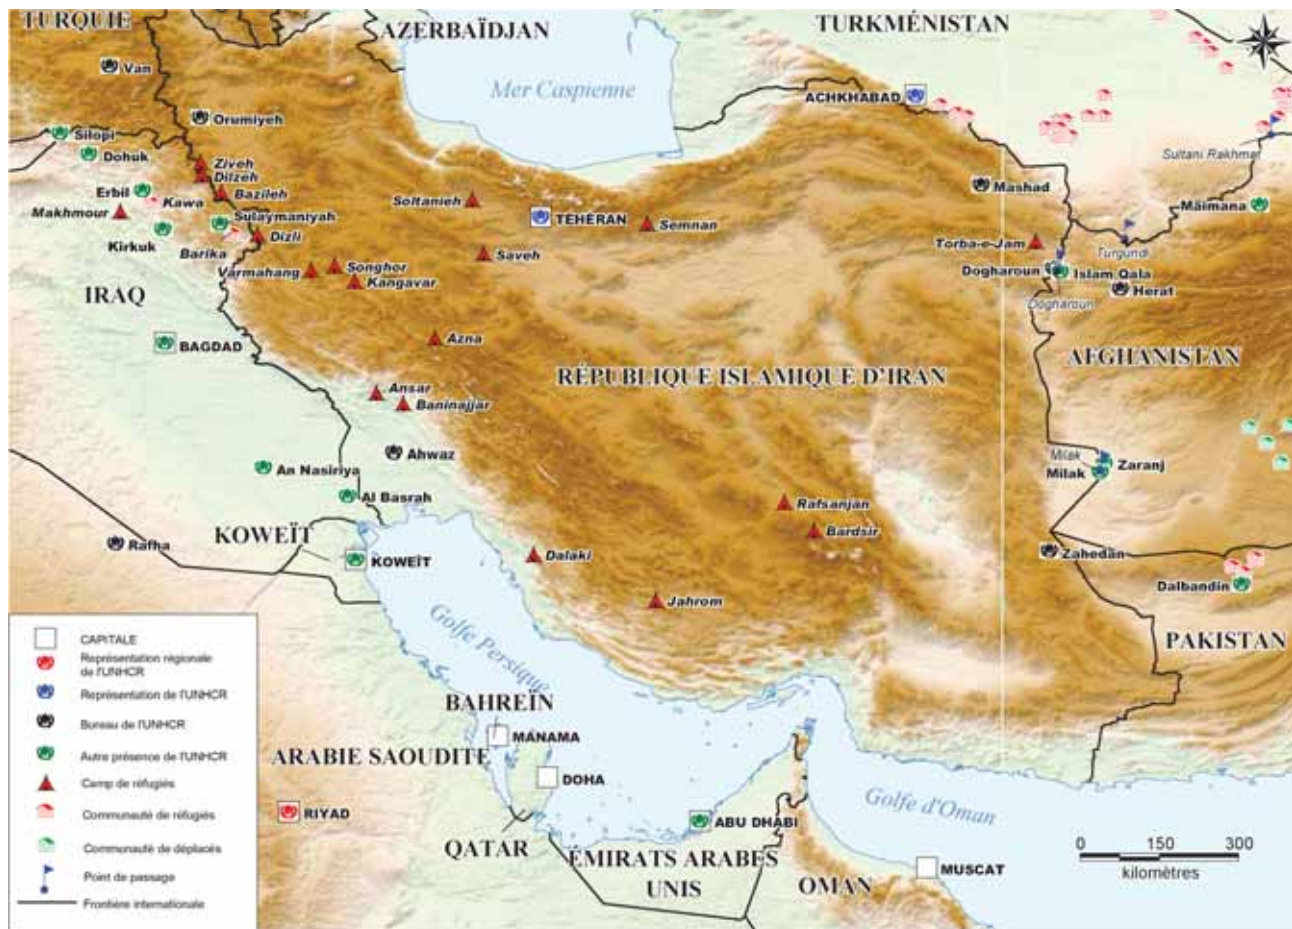 TURQUIE
AZERBAÏDJAN
TURKMÉNISTAN
Van
Mer Caspienne
ACHKHABAD
Orumiyeh
Silopi
Dohuk
Ziveh
Dilzeh
Sultani Rakhmet
Erbil
Kawa
Bazileh
Soltanieh
Mashad
Makhmour
Sulaymaniyah
TÉHÉRAN
Semnan
Maimana
Kirkuk
Dizli
Barika
Saveh
Torba-e-Jam
Turgundi
Varmahang
Songhor
Kangavar
Dogharoun
Islam Qala
Herat
Dogharoun
IRAQ
BAGDAD
Azna
AFGHANISTAN
RÉPUBLIQUE ISLAMIQUE D'IRAN
Ansar
Baninajjar
Ahwaz
Milak
Milak
Zaranj
An Nasiriya
Al Basrah
Rafsanjan
Bardsir
KOWEÏT
Rafha
KOWEÏT
Dalaki
Zahedan
Dalbandin
Jahrom
PAKISTAN
Golfe Persique
BAHREÏN
MANAMA
ARABIE SAOUDITE
DOHA
RIYAD
QATAR
ABU DHABI
ÉMIRATS ARABES
UNIS
Golfe d'Oman
OMAN
MUSCAT
0 150 300
kilomètres
CAPITALE
Représentation régionale
de l'UNHCR
Représentation de l'UNHCR
Bureau de l'UNHCR
Autre présence de l'UNHCR
Camp de réfugiés
Communauté de réfugiés
Communauté de déplacés
Point de passage
Frontière internationale